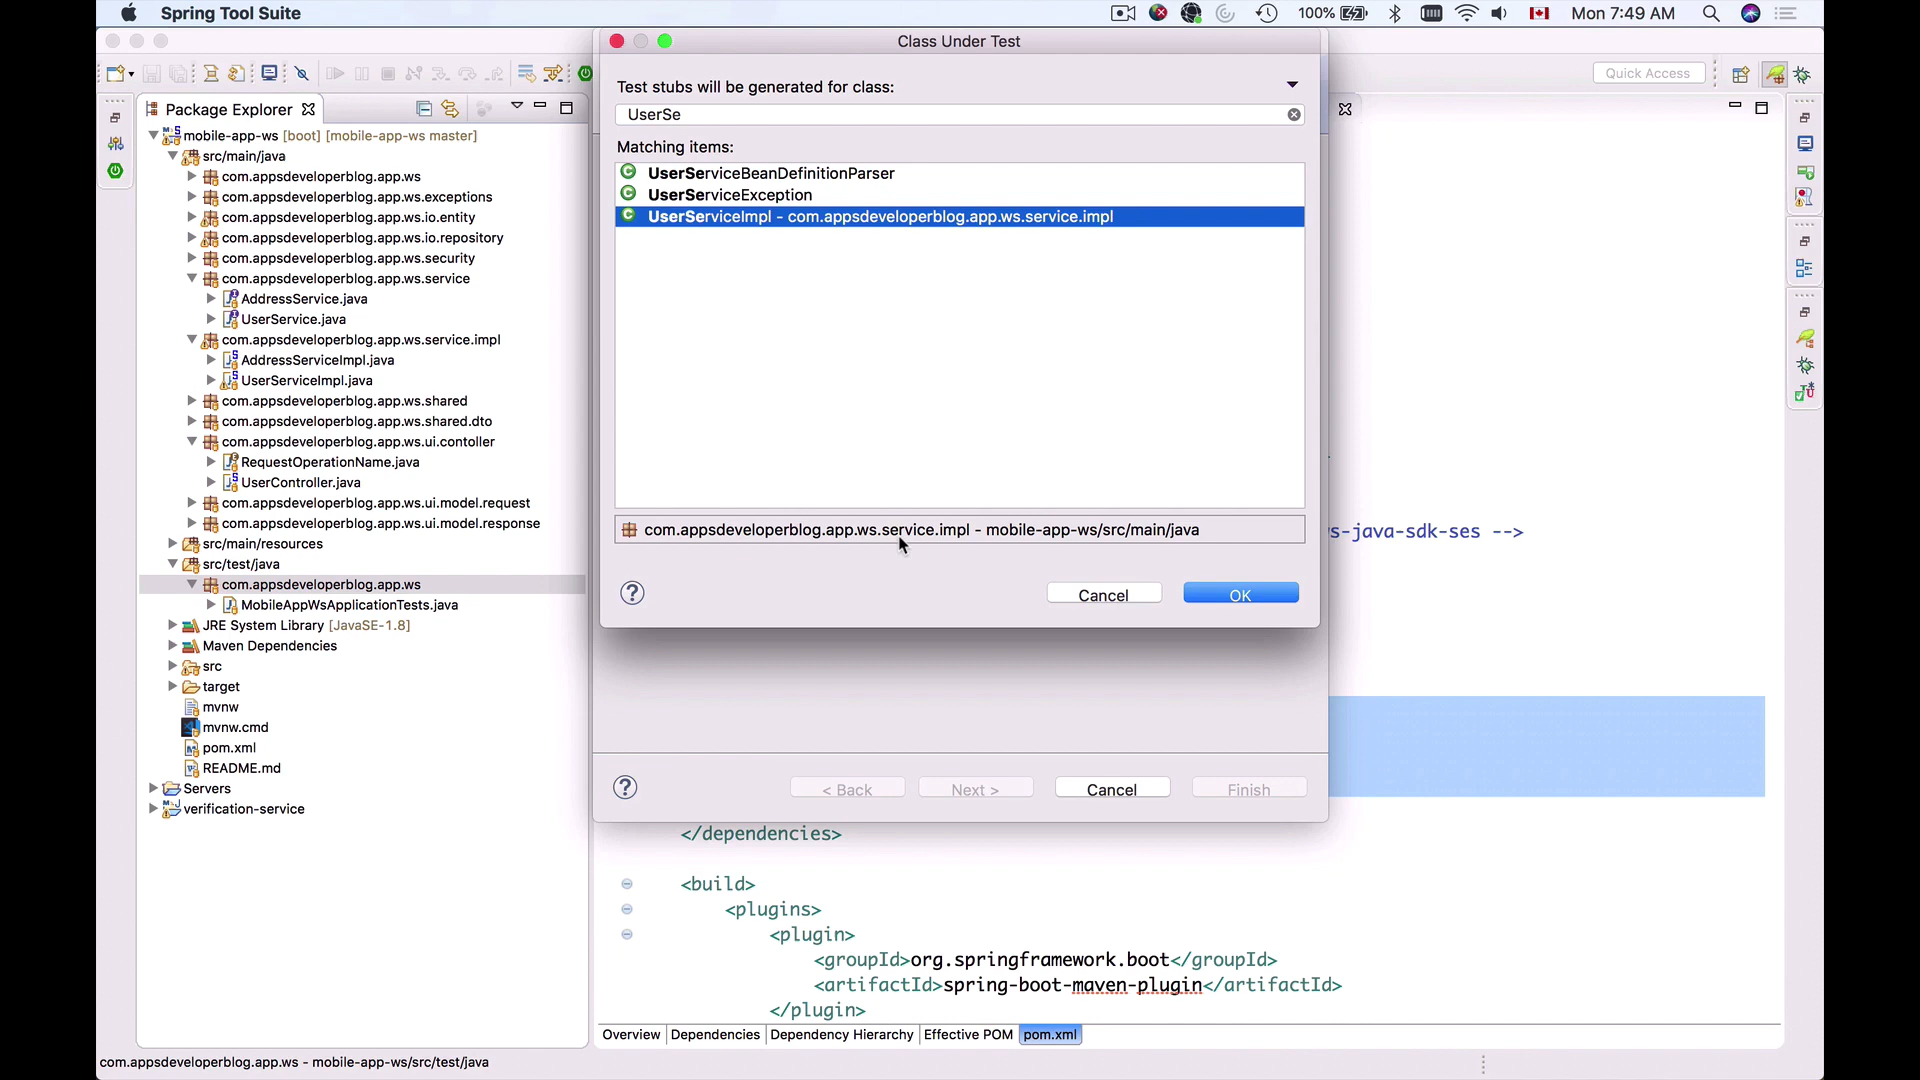 Spring Tool Suite
100%
Mon 7:49 AM
Class Under Test
Quick Access
Test stubs will be generated for class:
UserSe
Matching items:
UserServiceBeanDefinitionParser
UserServiceException
UserServiceImpl - com.appsdeveloperblog.app.ws.service.impl
com.appsdeveloperblog.app.ws.service.impl - mobile-app-ws/src/main/java
Cancel
OK
< Back
Next >
Cancel
Finish
Package Explorer
mobile-app-ws [boot] [mobile-app-ws master]
src/main/java
com.appsdeveloperblog.app.ws
com.appsdeveloperblog.app.ws.exceptions
com.appsdeveloperblog.app.ws.io.entity
com.appsdeveloperblog.app.ws.io.repository
com.appsdeveloperblog.app.ws.security
com.appsdeveloperblog.app.ws.service
AddressService.java
UserService.java
com.appsdeveloperblog.app.ws.service.impl
AddressServiceImpl.java
UserServiceImpl.java
com.appsdeveloperblog.app.ws.shared
com.appsdeveloperblog.app.ws.shared.dto
com.appsdeveloperblog.app.ws.ui.contoller
RequestOperationName.java
UserController.java
com.appsdeveloperblog.app.ws.ui.model.request
com.appsdeveloperblog.app.ws.ui.model.response
src/main/resources
src/test/java
com.appsdeveloperblog.app.ws
MobileAppWsApplicationTests.java
JRE System Library [JavaSE-1.8]
Maven Dependencies
src
target
mvnw
mvnw.cmd
pom.xml
README.md
Servers
verification-service
s-java-sdk-ses -->
</dependencies>
<build>
<plugins>
<plugin>
<groupId>org.springframework.boot</groupId>
<artifactId>spring-boot-maven-plugin</artifactId>
</plugin>
Overview
Dependencies
Dependency Hierarchy
Effective POM
pom.xml
com.appsdeveloperblog.app.ws - mobile-app-ws/src/test/java